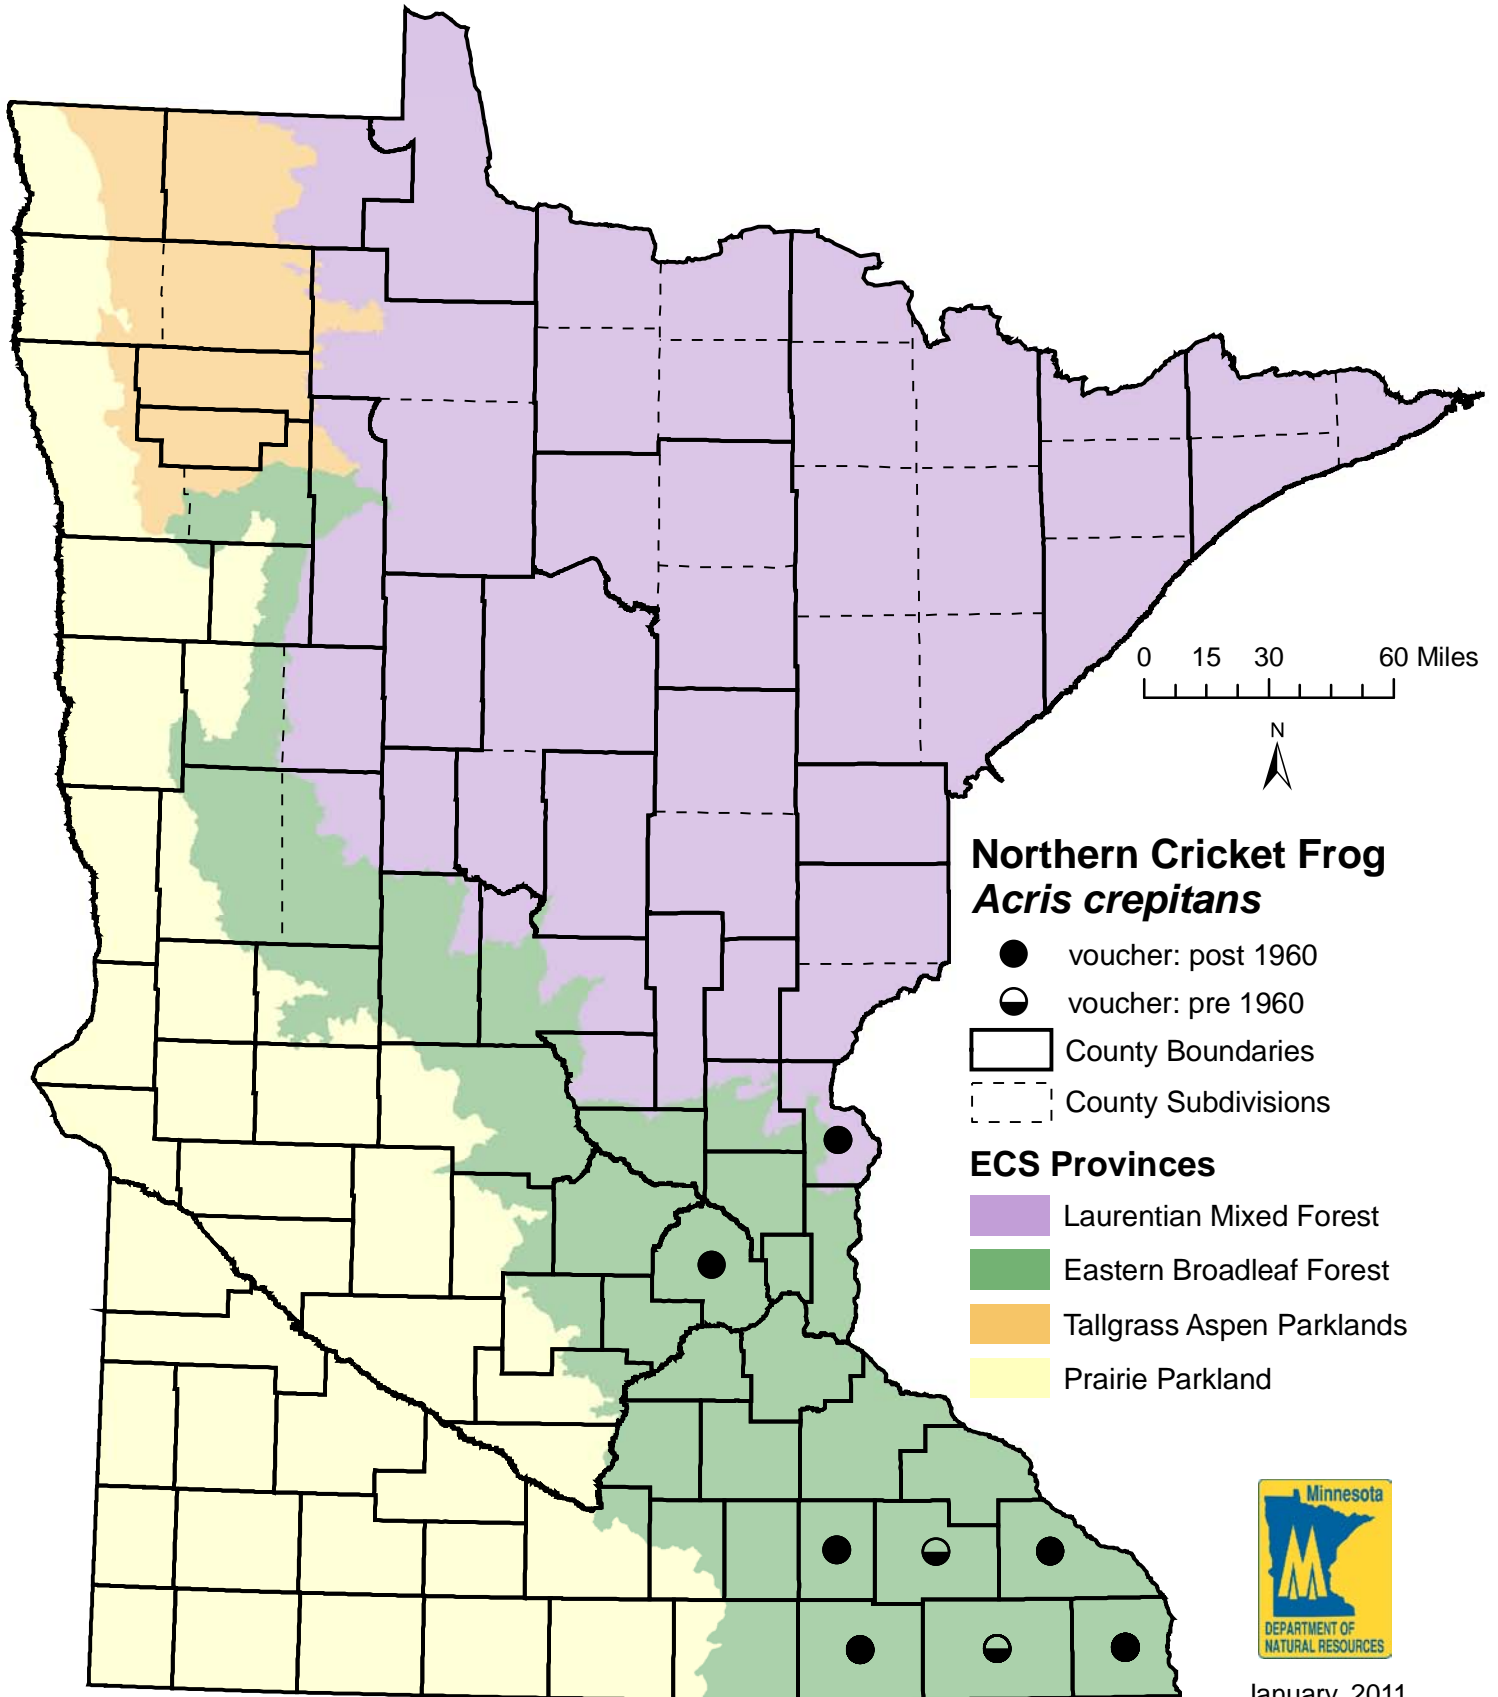 0 15 30 60 Miles
N
Northern Cricket Frog
Acris crepitans
voucher: post 1960
voucher: pre 1960
County Boundaries
County Subdivisions
ECS Provinces
Laurentian Mixed Forest
Eastern Broadleaf Forest
Tallgrass Aspen Parklands
Prairie Parkland
Minnesota
DEPARTMENT OF
NATURAL RESOURCES
January, 2011